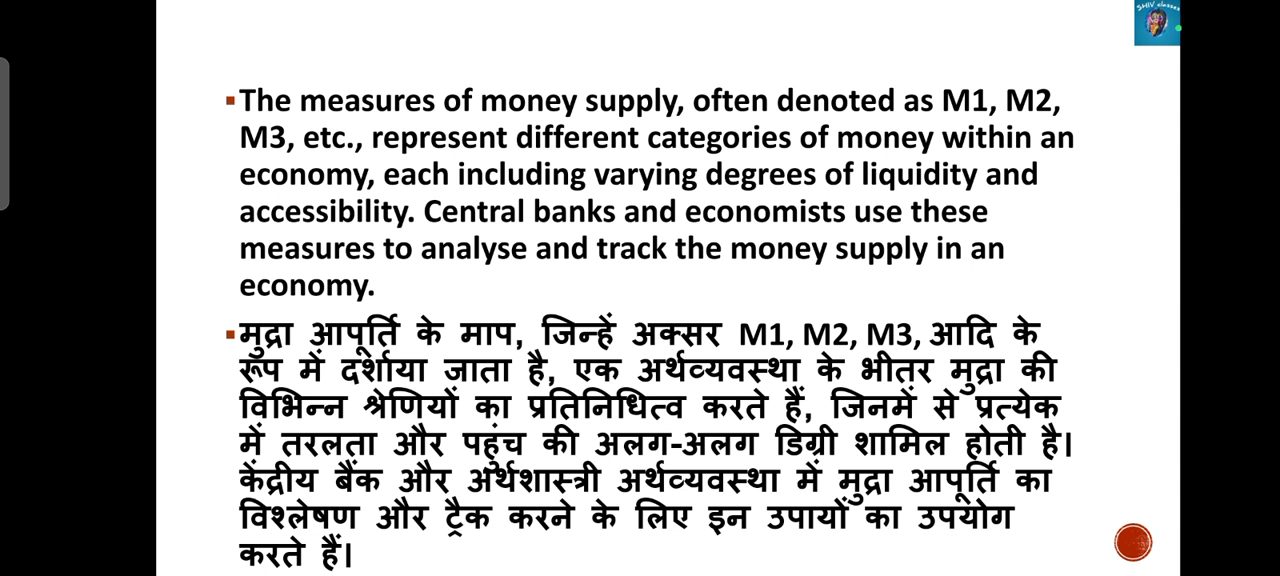 SHIV classes
▪The measures of money supply, often denoted as M1, M2,
M3, etc., represent different categories of money within an
economy, each including varying degrees of liquidity and
accessibility. Central banks and economists use these
measures to analyse and track the money supply in an
economy.
▪मुद्रा आपूर्ति के माप, जिन्हें अक्सर M1, M2, M3, आदि के
रूप में दर्शाया जाता है, एक अर्थव्यवस्था के भीतर मुद्रा की
विभिन्न श्रेणियों का प्रतिनिधित्व करते हैं, जिनमें से प्रत्येक
में तरलता और पहुंच की अलग-अलग डिग्री शामिल होती है।
केंद्रीय बैंक और अर्थशास्त्री अर्थव्यवस्था में मुद्रा आपूर्ति का
विश्लेषण और ट्रैक करने के लिए इन उपायों का उपयोग
करते हैं।